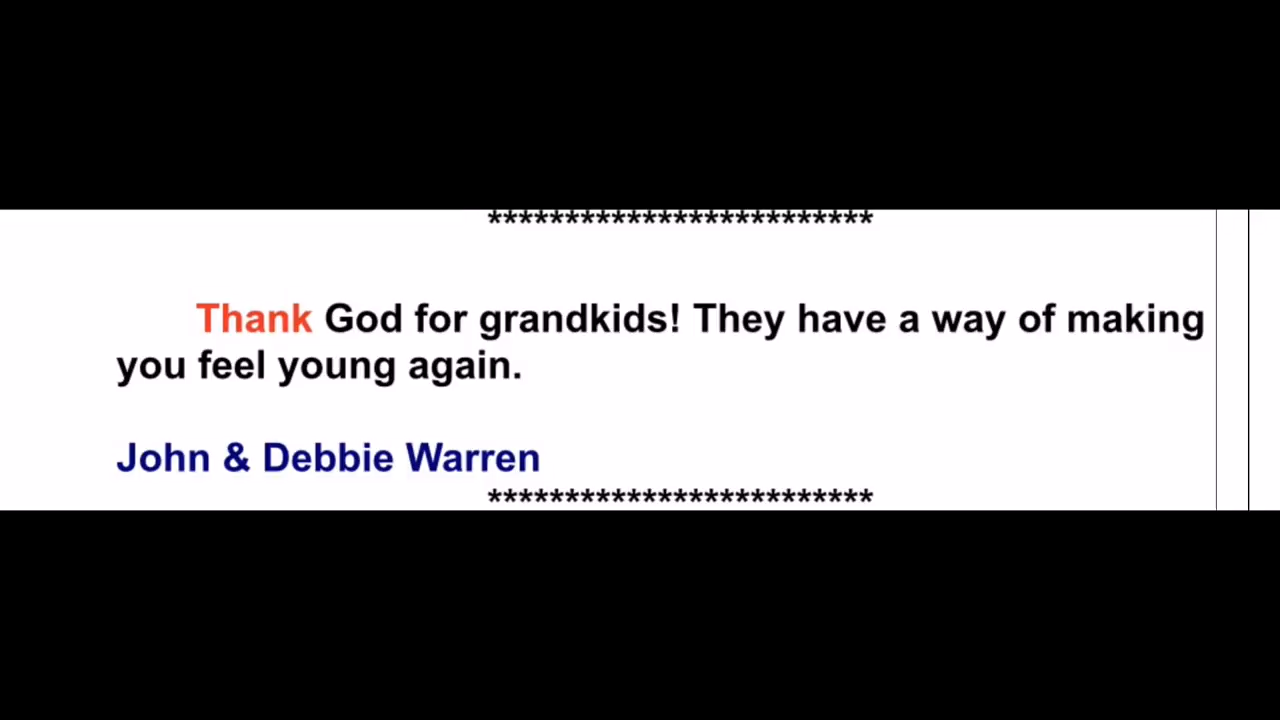 *************************
Thank God for grandkids! They have a way of making
you feel young again.
John & Debbie Warren
*************************